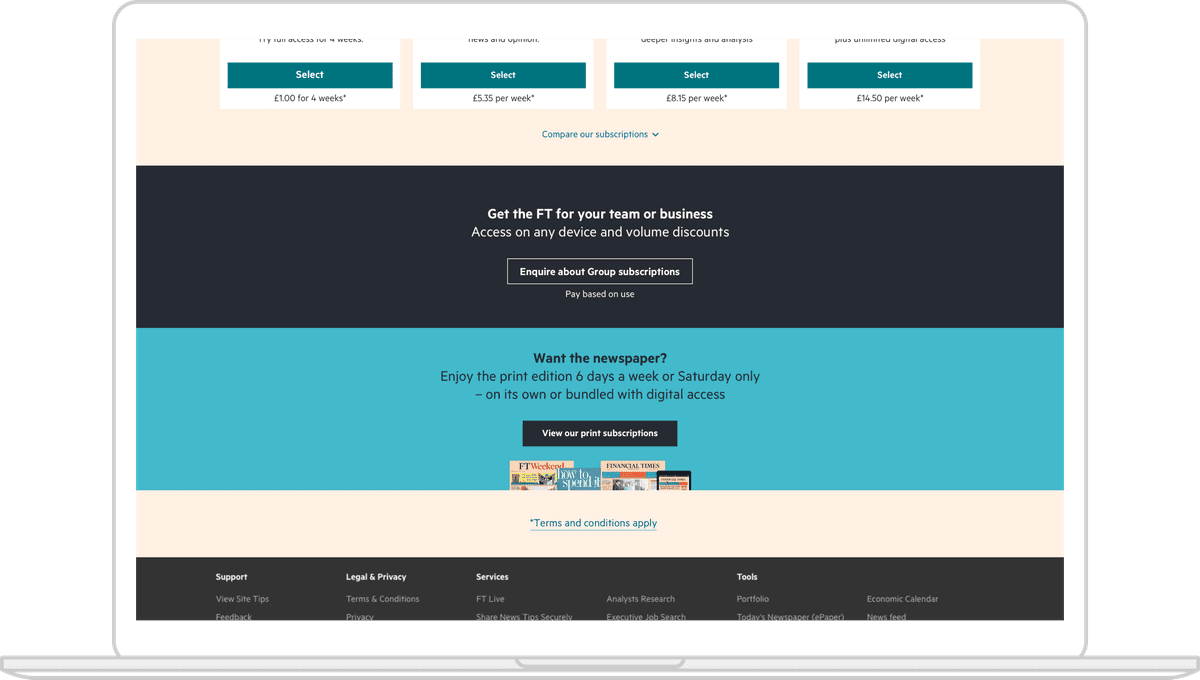 Try full access for 4 weeks.
news and opinion.
deeper insights and analysis
plus unlimited digital access
Select
Select
Select
Select
£1.00 for 4 weeks*
£5.35 per week*
£8.15 per week*
£14.50 per week*
Compare our subscriptions
Get the FT for your team or business
Access on any device and volume discounts
Enquire about Group subscriptions
Pay based on use
Want the newspaper?
Enjoy the print edition 6 days a week or Saturday only
– on its own or bundled with digital access
View our print subscriptions
FTWeekend
how to
spend it
FINANCIAL TIMES
FINANCIAL TIMES
*Terms and conditions apply
Support
Legal & Privacy
Services
Tools
View Site Tips
Terms & Conditions
FT Live
Analysts Research
Portfolio
Economic Calendar
Feedback
Privacy
Share News Tips Securely
Executive Job Search
Today's Newspaper (ePaper)
News feed